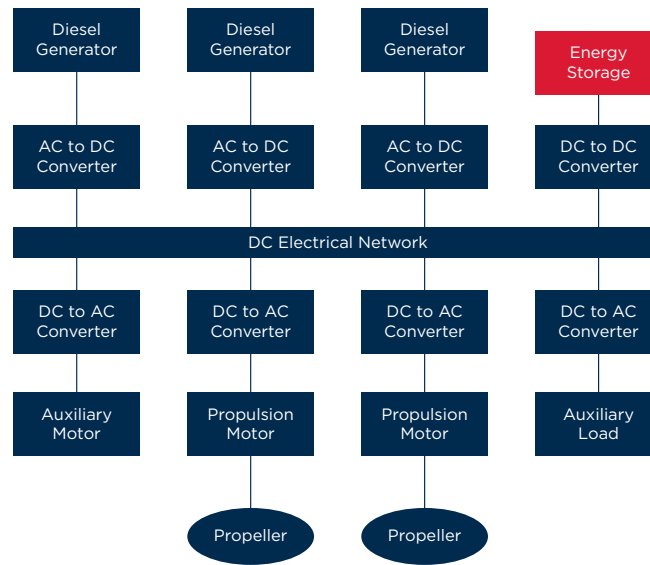 Diesel
Generator
Diesel
Generator
Diesel
Generator
Energy
Storage
AC to DC
Converter
AC to DC
Converter
AC to DC
Converter
DC to DC
Converter
DC Electrical Network
DC to AC
Converter
DC to AC
Converter
DC to AC
Converter
DC to AC
Converter
Auxiliary
Motor
Propulsion
Motor
Propulsion
Motor
Auxiliary
Load
Propeller
Propeller